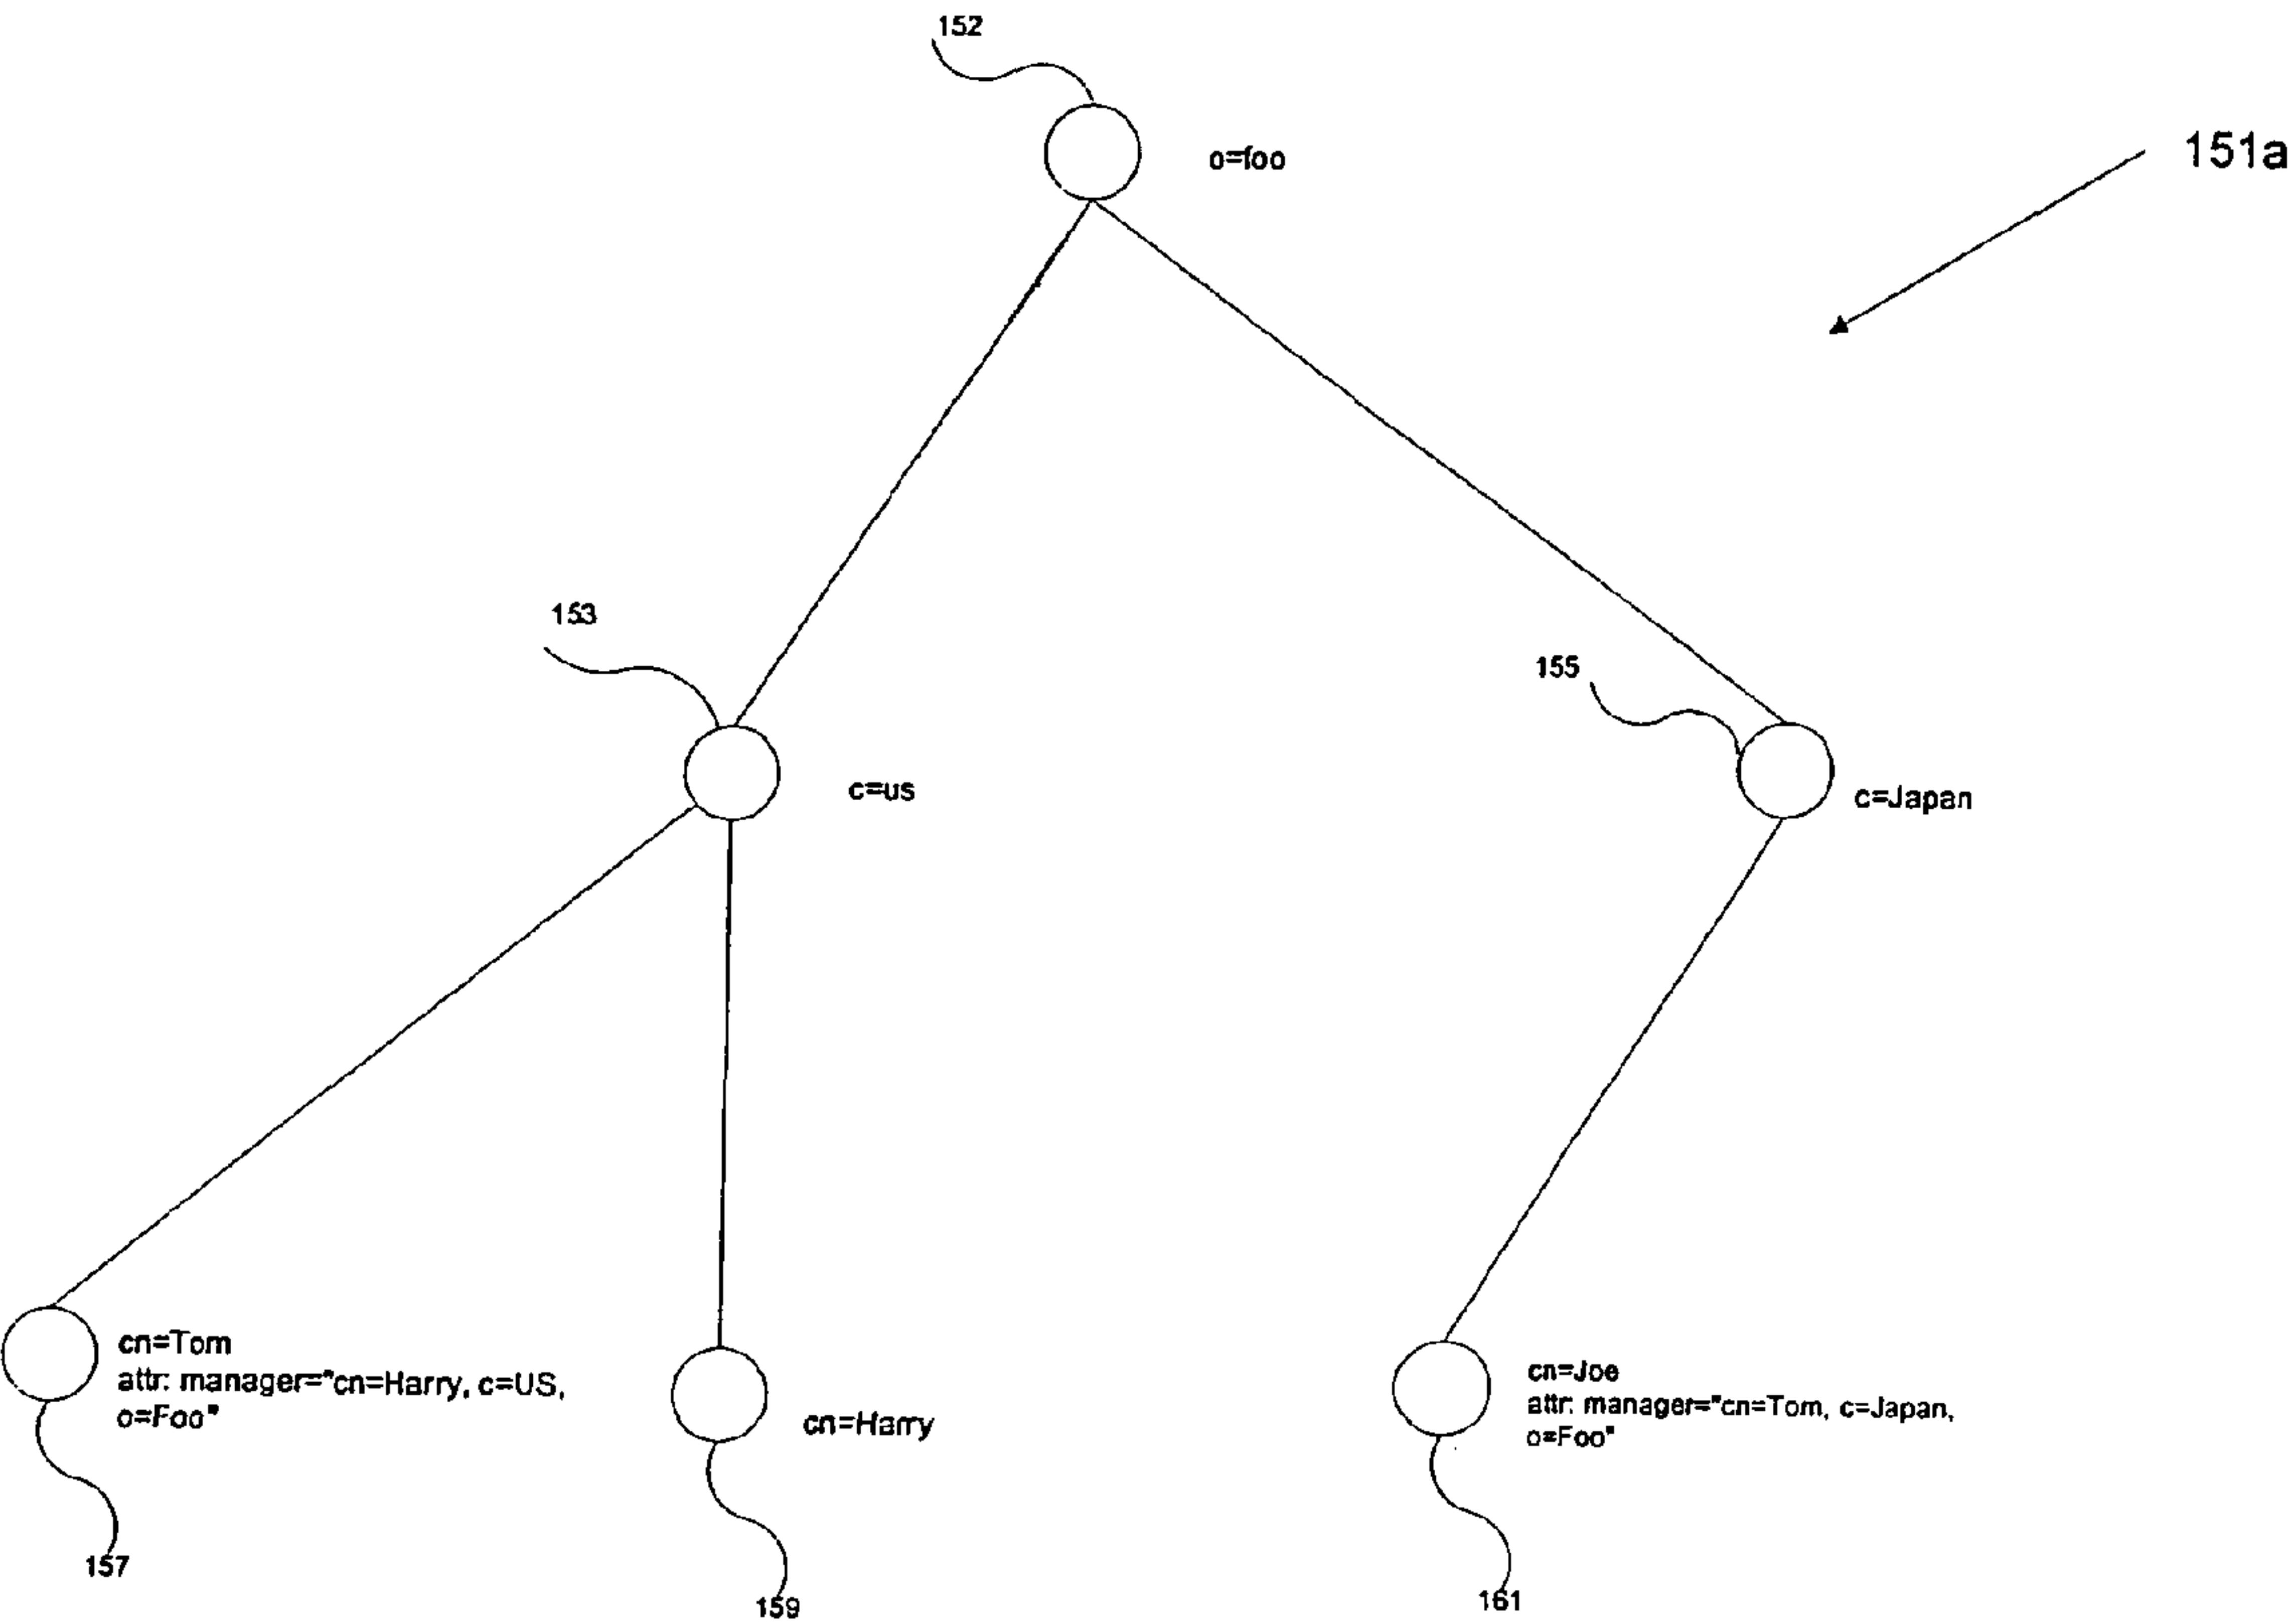 152
o=foo
151a
153
155
c=us
c=Japan
cn=Tom
attr: manager="cn=Harry, c=US,
o=Foo"
cn=Harry
cn=Joe
attr: manager="cn=Tom, c=Japan,
o=Foo"
157
159
161